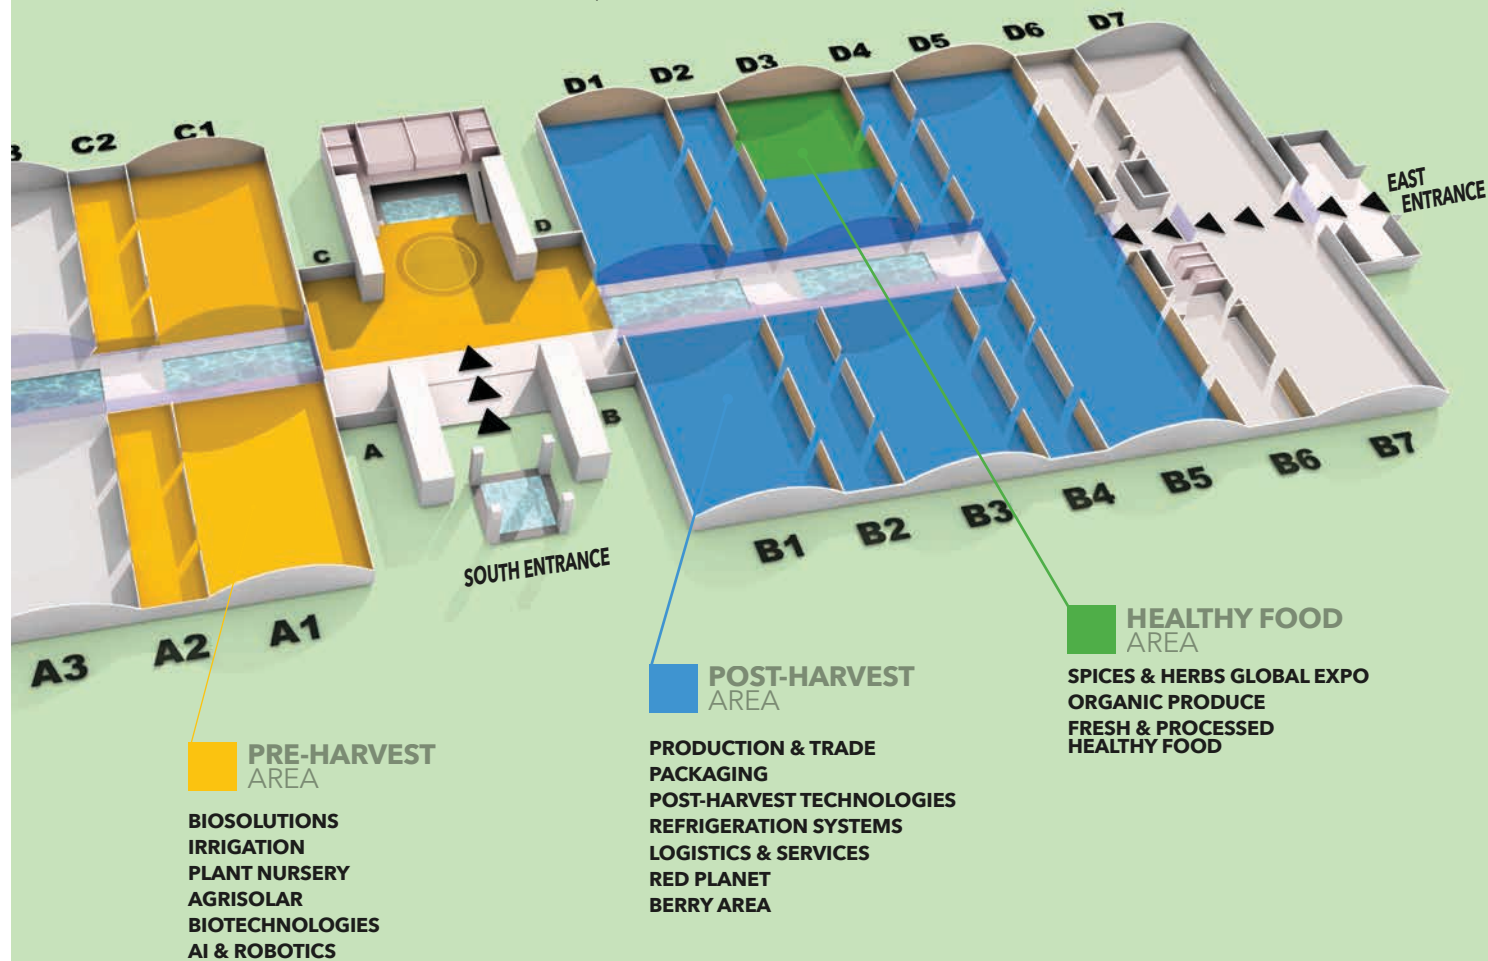 D1
D2
D3
D4
D5
D6
D7
C2
C1
C
D
EAST
ENTRANCE
A
B
SOUTH ENTRANCE
A3
A2
A1
B1
B2
B3
B4
B5
B6
B7
HEALTHY FOOD
AREA
SPICES & HERBS GLOBAL EXPO
ORGANIC PRODUCE
FRESH & PROCESSED
HEALTHY FOOD
POST-HARVEST
AREA
PRODUCTION & TRADE
PACKAGING
POST-HARVEST TECHNOLOGIES
REFRIGERATION SYSTEMS
LOGISTICS & SERVICES
RED PLANET
BERRY AREA
PRE-HARVEST
AREA
BIOSOLUTIONS
IRRIGATION
PLANT NURSERY
AGRISOLAR
BIOTECHNOLOGIES
AI & ROBOTICS